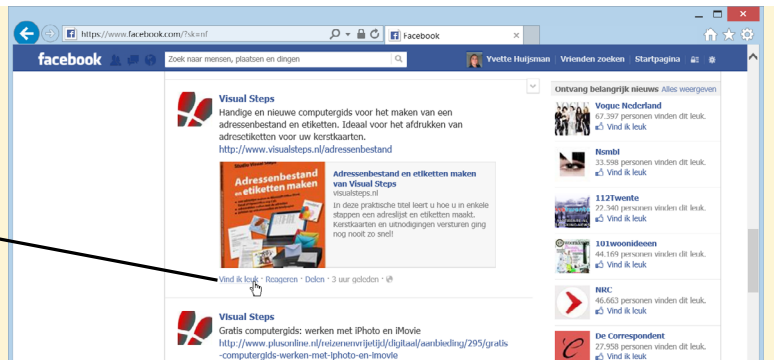 https://www.facebook.com/?sk=nf
Facebook
facebook
Zoek naar mensen, plaatsen en dingen
Yvette Huijsman
Vrienden zoeken
Startpagina
Visual Steps
Handige en nieuwe computergids voor het maken van een
adressenbestand en etiketten. Ideaal voor het afdrukken van
adresetiketten voor uw kerstkaarten.
http://www.visualsteps.nl/adressenbestand
Adressenbestand
en etiketten maken
Adressenbestand en etiketten maken
van Visual Steps
visualsteps.nl
In deze praktische titel leert u hoe u in enkele
stappen een adreslijst en etiketten maakt.
Kerstkaarten en uitnodigingen versturen ging
nog nooit zo snel!
Vind ik leuk · Reageren · Delen · 3 uur geleden ·
Visual Steps
Gratis computergids: werken met iPhoto en iMovie
http://www.plusonline.nl/reizenenvrijetijd/digitaal/aanbieding/295/gratis
-computergids-werken-met-iphoto-en-imovie
Ontvang belangrijk nieuws Alles weergeven
Vogue Nederland
67.397 personen vinden dit leuk.
Vind ik leuk
Nsmbl
33.598 personen vinden dit leuk.
Vind ik leuk
112Twente
22.340 personen vinden dit leuk.
Vind ik leuk
101woonideeen
44.169 personen vinden dit leuk.
Vind ik leuk
NRC
46.663 personen vinden dit leuk.
Vind ik leuk
De Correspondent
27.958 personen vinden dit leuk.
Vind ik leuk